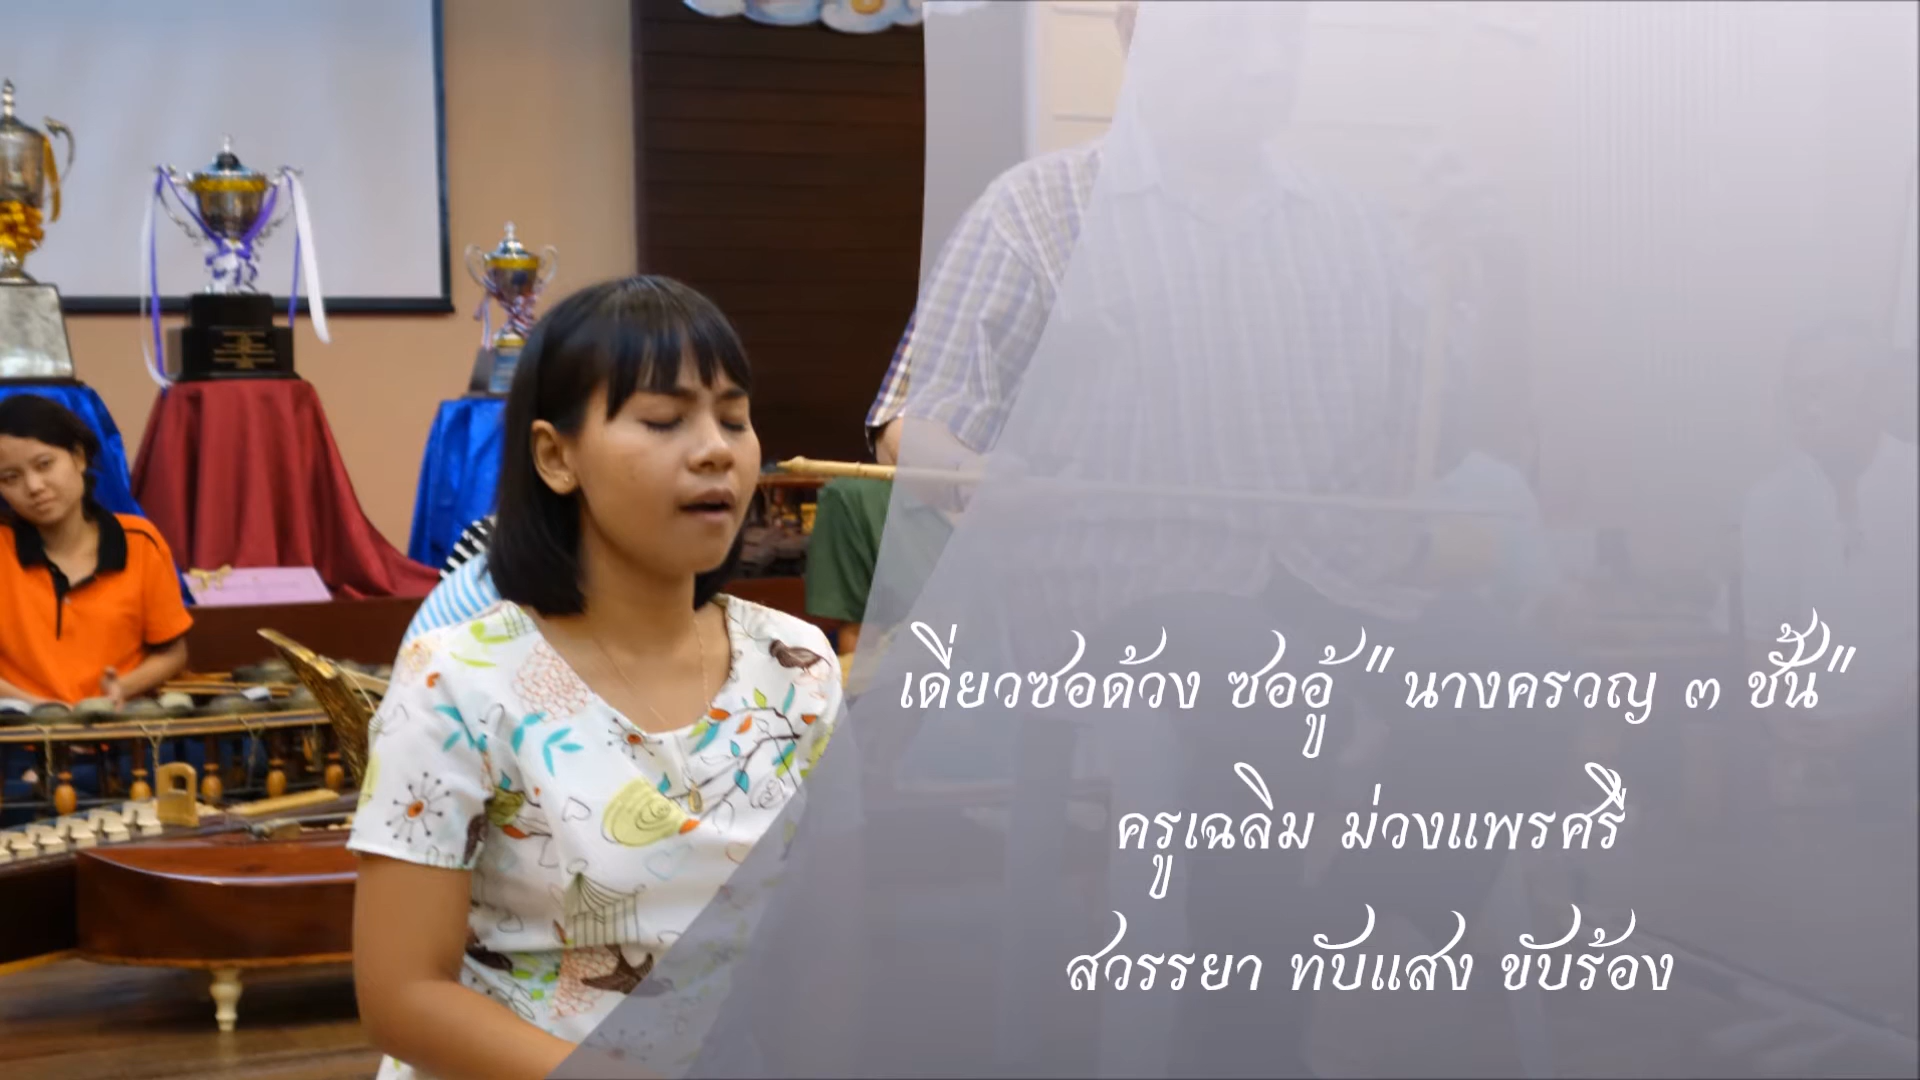 เดี่ยวซอด้วง ซออู้ "นางครวญ ๓ ชั้น"
ครูเฉลิม ม่วงแพรศรี
สวรรยา ทับแสง ขับร้อง